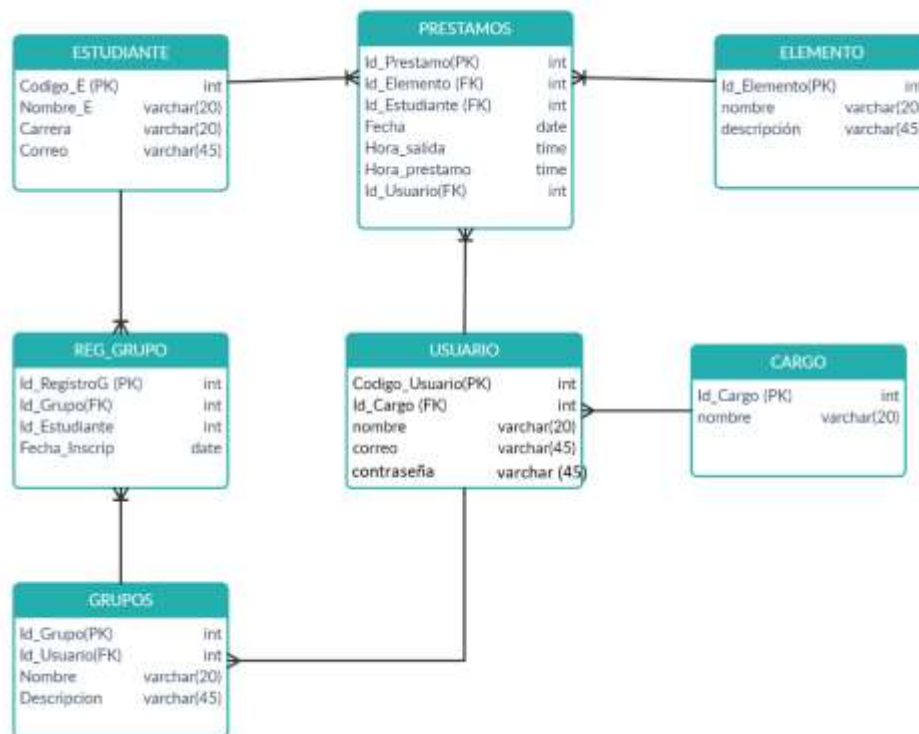 ESTUDIANTE
Codigo_E (PK) int
Nombre_E varchar(20)
Carrera varchar(20)
Correo varchar(45)
PRESTAMOS
Id_Prestamo(PK) int
Id_Elemento (FK) int
Id_Estudiante (FK) int
Fecha date
Hora_salida time
Hora_prestamo time
Id_Usuario(FK) int
ELEMENTO
Id_Elemento(PK) int
nombre varchar(20)
descripción varchar(45)
REG_GRUPO
Id_RegistroG (PK) int
Id_Grupo(FK) int
Id_Estudiante int
Fecha_Inscrip date
USUARIO
Codigo_Usuario(PK) int
Id_Cargo (FK) int
nombre varchar(20)
correo varchar(45)
contraseña varchar (45)
CARGO
Id_Cargo (PK) int
nombre varchar(20)
GRUPOS
Id_Grupo(PK) int
Id_Usuario(FK) int
Nombre varchar(20)
Descripcion varchar(45)